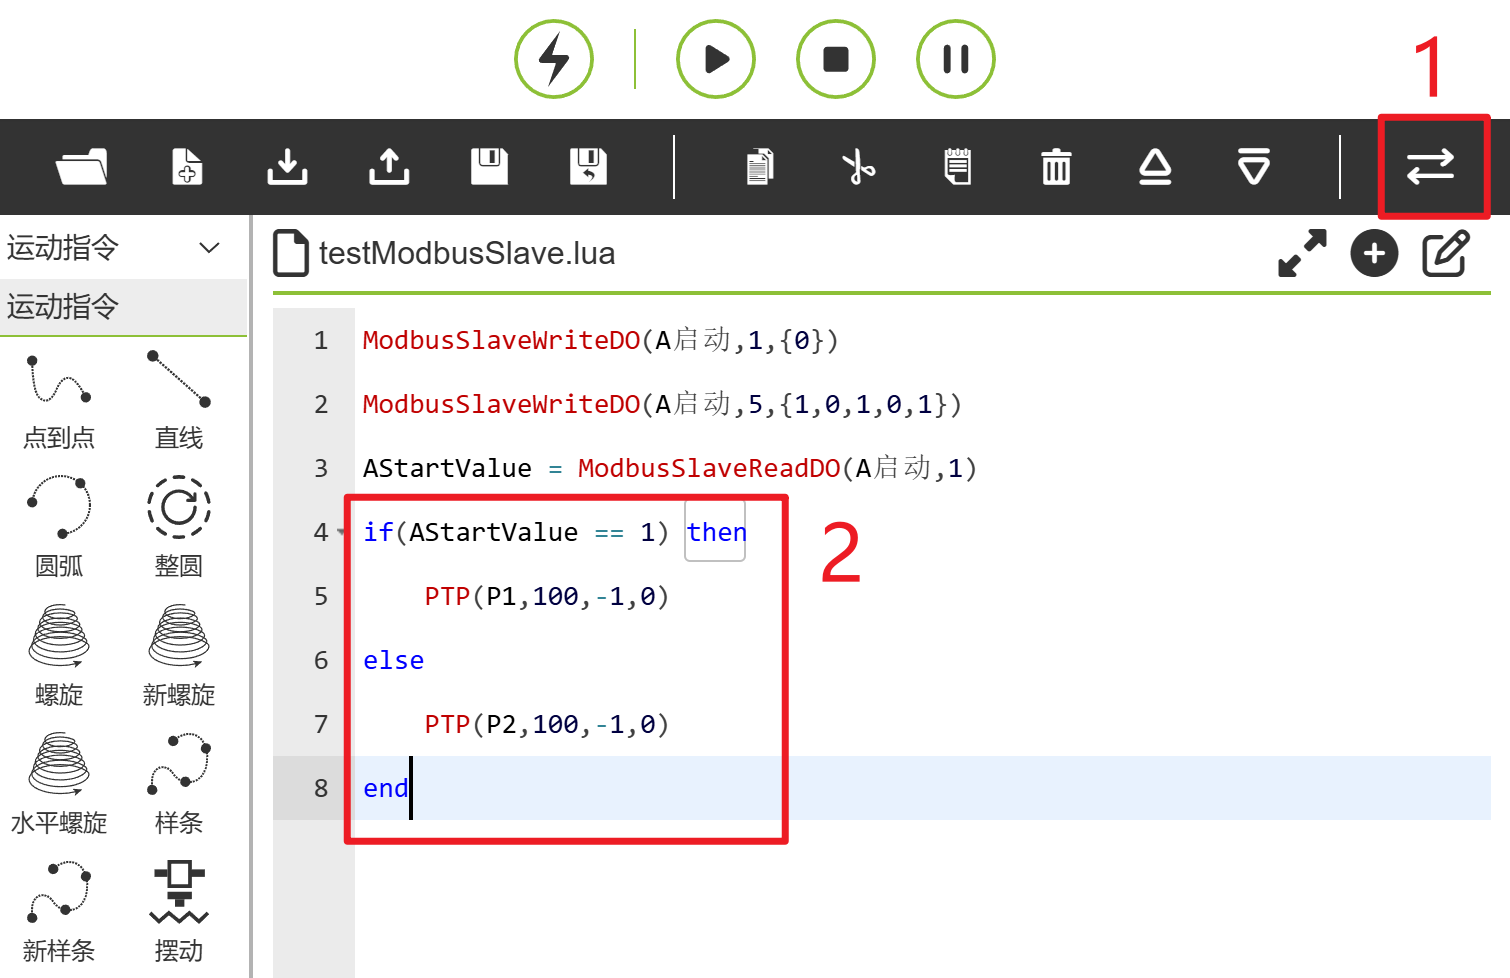 1
运动指令
testModbusSlave.lua
运动指令
点到点
直线
圆弧
整圆
螺旋
新螺旋
水平螺旋
样条
新样条
摆动
1 ModbusSlaveWriteDO(A启动,1,{0})
2 ModbusSlaveWriteDO(A启动,5,{1,0,1,0,1})
3 AStartValue = ModbusSlaveReadDO(A启动,1)
4 if(AStartValue == 1) then
5 PTP(P1,100,-1,0)
6 else
7 PTP(P2,100,-1,0)
8 end
2